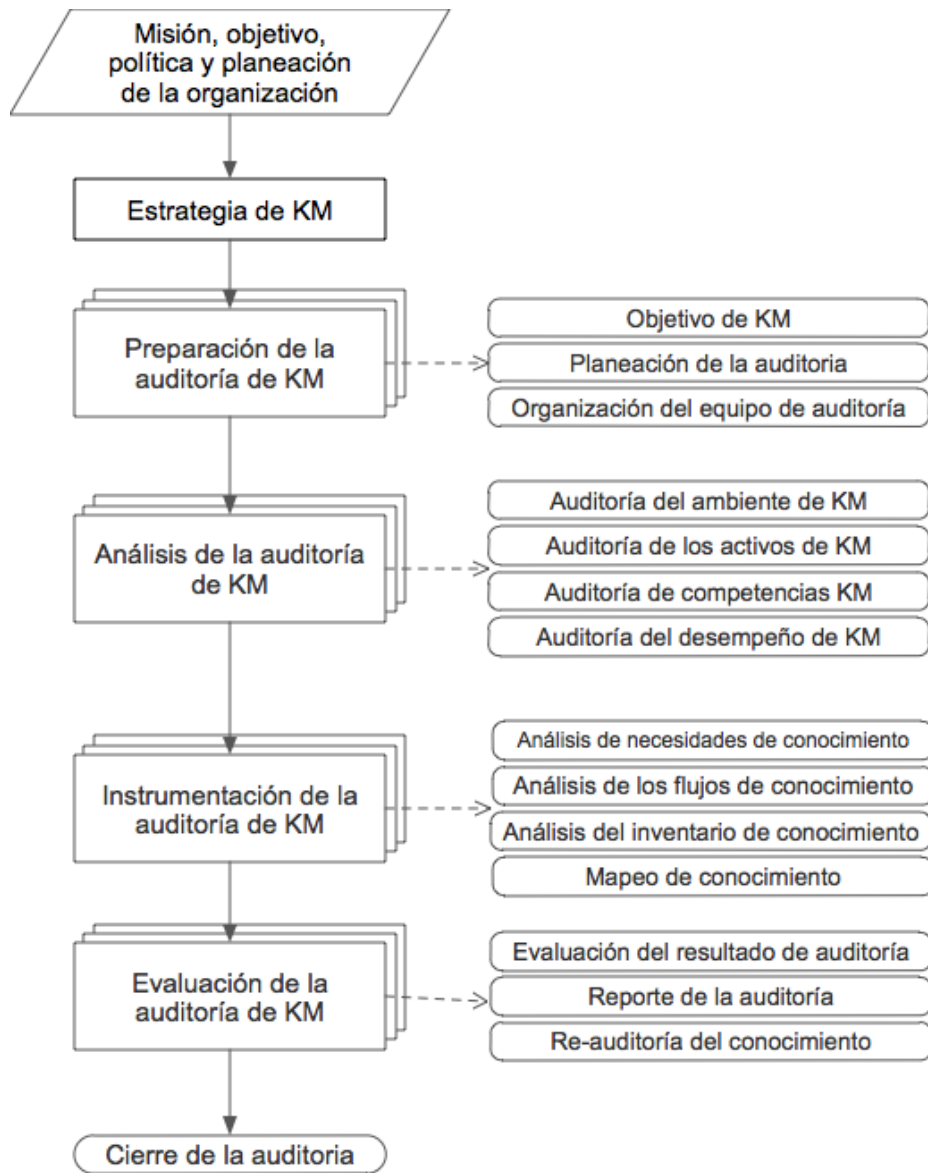 Misión, objetivo,
política y planeación
de la organización
Estrategia de KM
Preparación de la
auditoría de KM
Objetivo de KM
Planeación de la auditoria
Organización del equipo de auditoría
Análisis de la auditoría
de KM
Auditoría del ambiente de KM
Auditoría de los activos de KM
Auditoría de competencias KM
Auditoría del desempeño de KM
Instrumentación de la
auditoría de KM
Análisis de necesidades de conocimiento
Análisis de los flujos de conocimiento
Análisis del inventario de conocimiento
Mapeo de conocimiento
Evaluación de la
auditoría de KM
Evaluación del resultado de auditoría
Reporte de la auditoría
Re-auditoría del conocimiento
Cierre de la auditoria